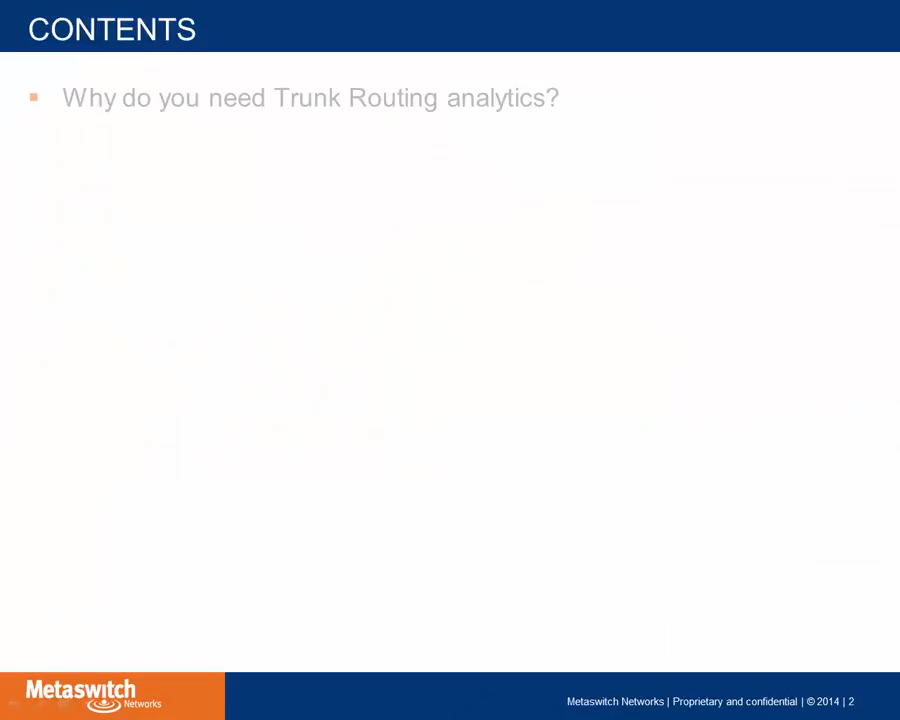 CONTENTS
▪ Why do you need Trunk Routing analytics?
Metaswitch
Networks
Metaswitch Networks | Proprietary and confidential | © 2014 | 2